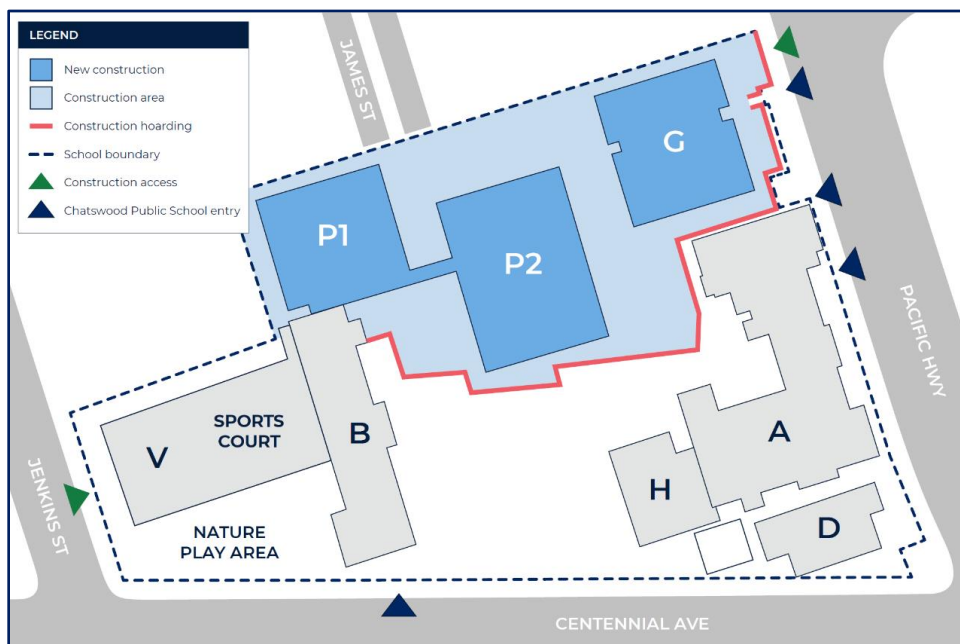 LEGEND
New construction
Construction area
Construction hoarding
School boundary
Construction access
Chatswood Public School entry
JAMES ST
G
P1
P2
PACIFIC HWY
SPORTS
COURT
B
V
A
H
D
JENKINS ST
NATURE
PLAY AREA
CENTENNIAL AVE